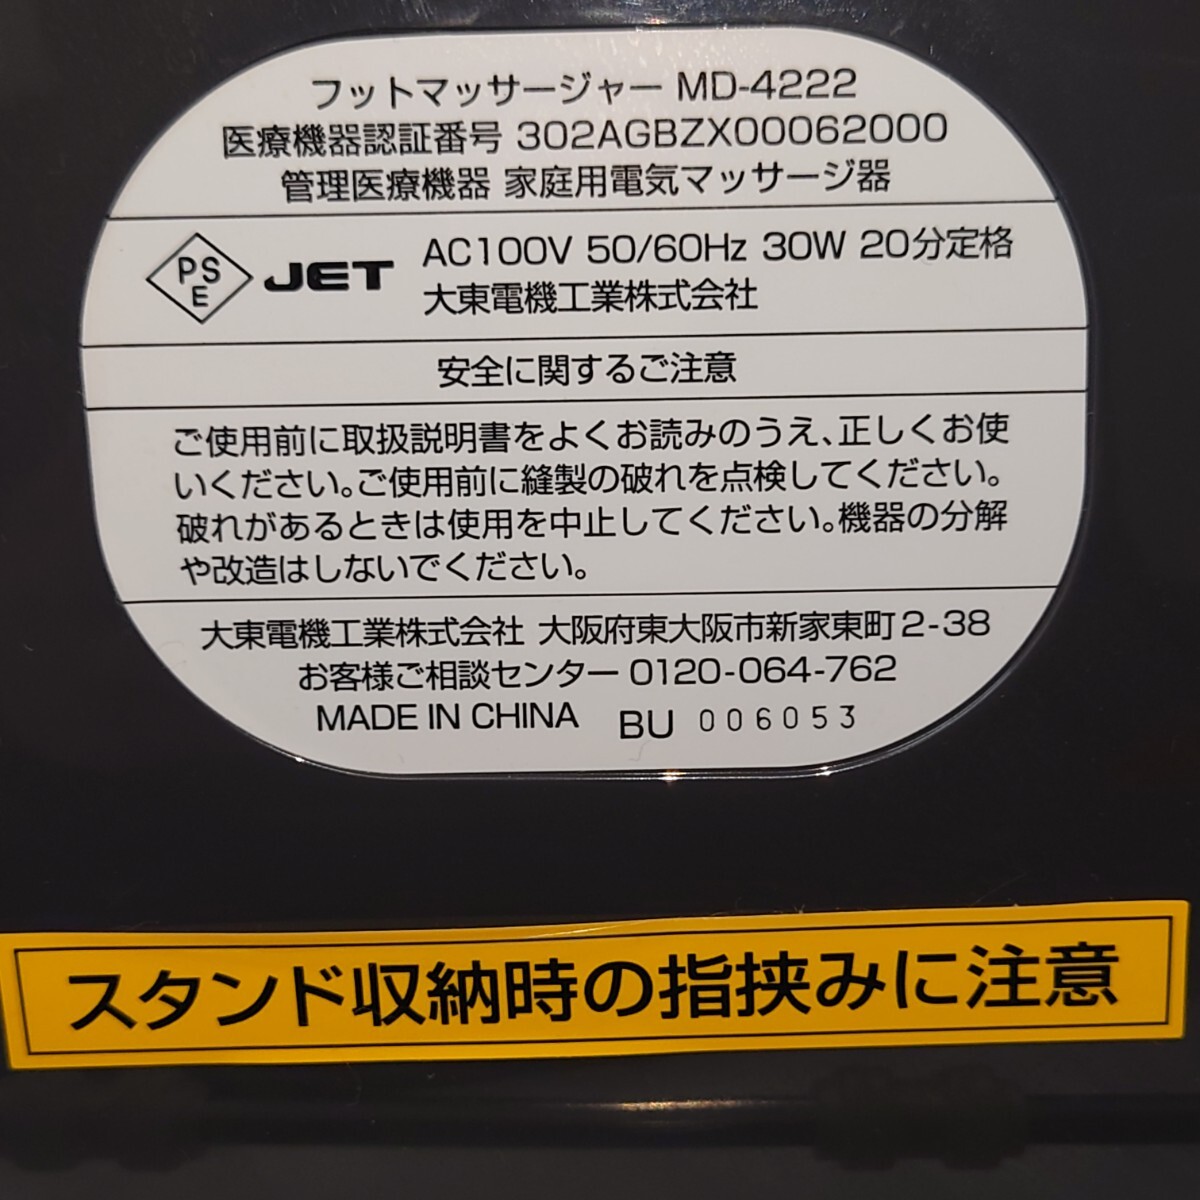 フットマッサージャー MD-4222
医療機器認証番号 302AGBZX00062000
管理医療機器 家庭用電気マッサージ器
PSE JET AC100V 50/60Hz 30W 20分定格
大東電機工業株式会社
安全に関するご注意
ご使用前に取扱説明書をよくお読みのうえ、正しくお使
いください。ご使用前に縫製の破れを点検してください。
破れがあるときは使用を中止してください。機器の分解
や改造はしないでください。
大東電機工業株式会社 大阪府東大阪市新家東町2-38
お客様ご相談センター 0120-064-762
MADE IN CHINA BU 006053
スタンド収納時の指挟みに注意